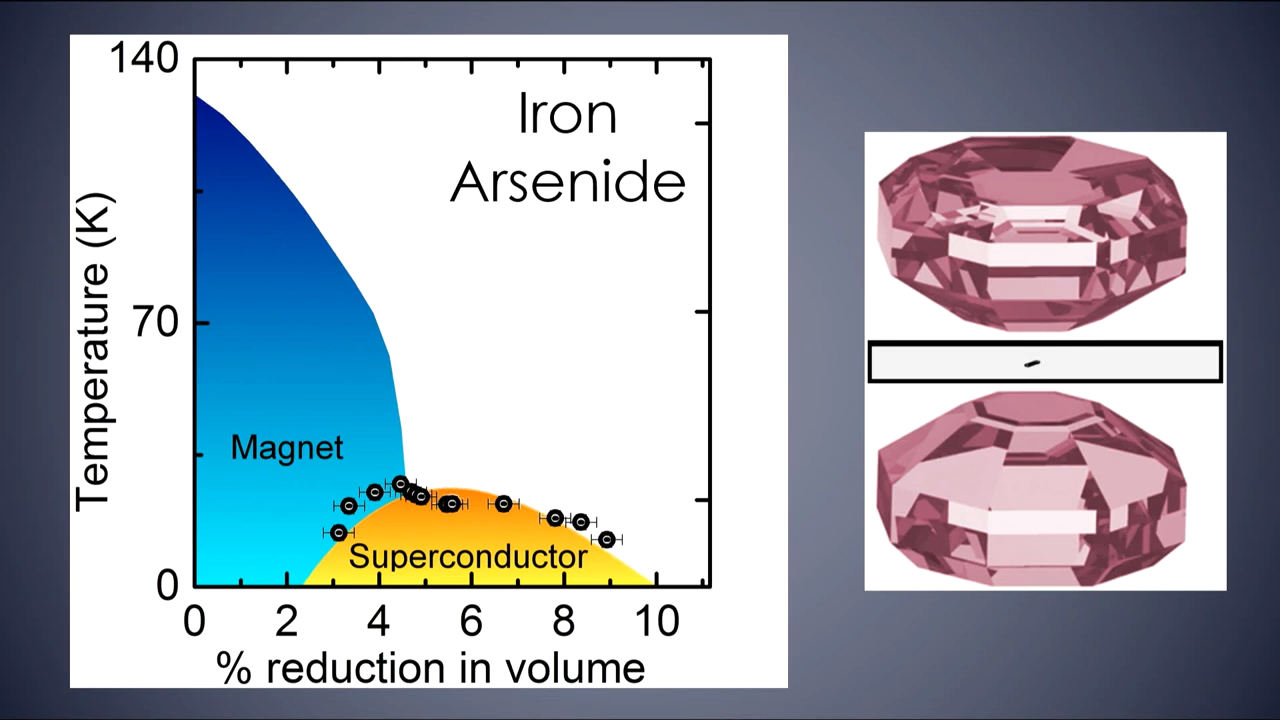 Iron
Arsenide
Temperature (K)
140
70
0
Magnet
Superconductor
0 2 4 6 8 10
% reduction in volume